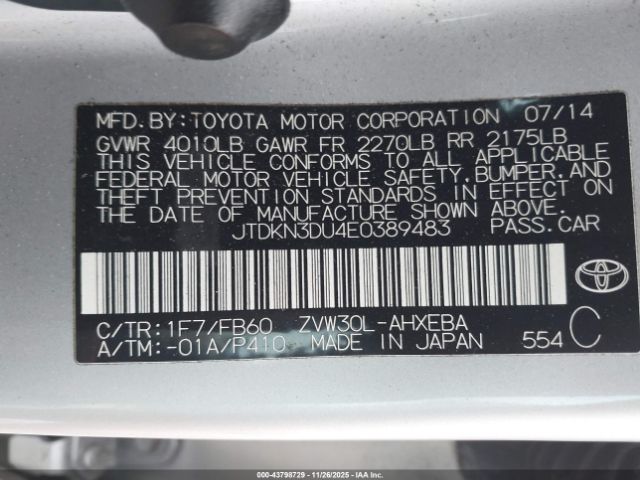 MFD.BY:TOYOTA MOTOR CORPORATION 07/14
GVWR 4010LB GAWR FR 2270LB RR 2175LB
THIS VEHICLE CONFORMS TO ALL APPLICABLE
FEDERAL MOTOR VEHICLE SAFETY,BUMPER,AND
THEFT PREVENTION STANDARDS IN EFFECT ON
THE DATE OF MANUFACTURE SHOWN ABOVE.
JTDKN3DU4E0389483 PASS.CAR
C/TR:1F7/FB60 ZVW30L-AHXEBA
A/TM:-01A/P410 MADE IN JAPAN 554 C
000-43798729 - 11/26/2025 - IAAI.COM